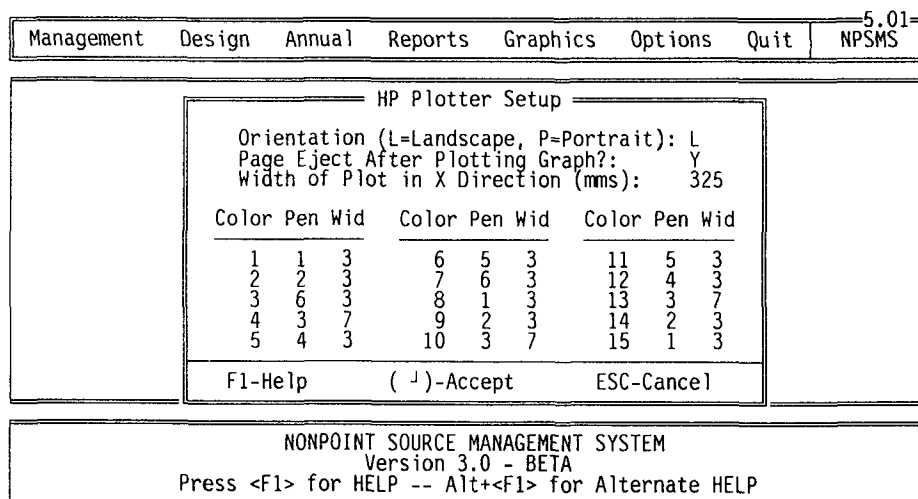 5.01
Management Design Annual Reports Graphics Options Quit NPSMS
HP Plotter Setup
Orientation (L=Landscape, P=Portrait): L
Page Eject After Plotting Graph?: Y
Width of Plot in X Direction (mms): 325
Color Pen Wid Color Pen Wid Color Pen Wid
1 1 3 6 5 3 11 5 3
2 2 3 7 6 3 12 4 3
3 6 3 8 1 3 13 3 7
4 3 7 9 2 3 14 2 3
5 4 3 10 3 7 15 1 3
F1-Help (┘)-Accept ESC-Cancel
NONPOINT SOURCE MANAGEMENT SYSTEM
Version 3.0 - BETA
Press <F1> for HELP -- Alt+<F1> for Alternate HELP